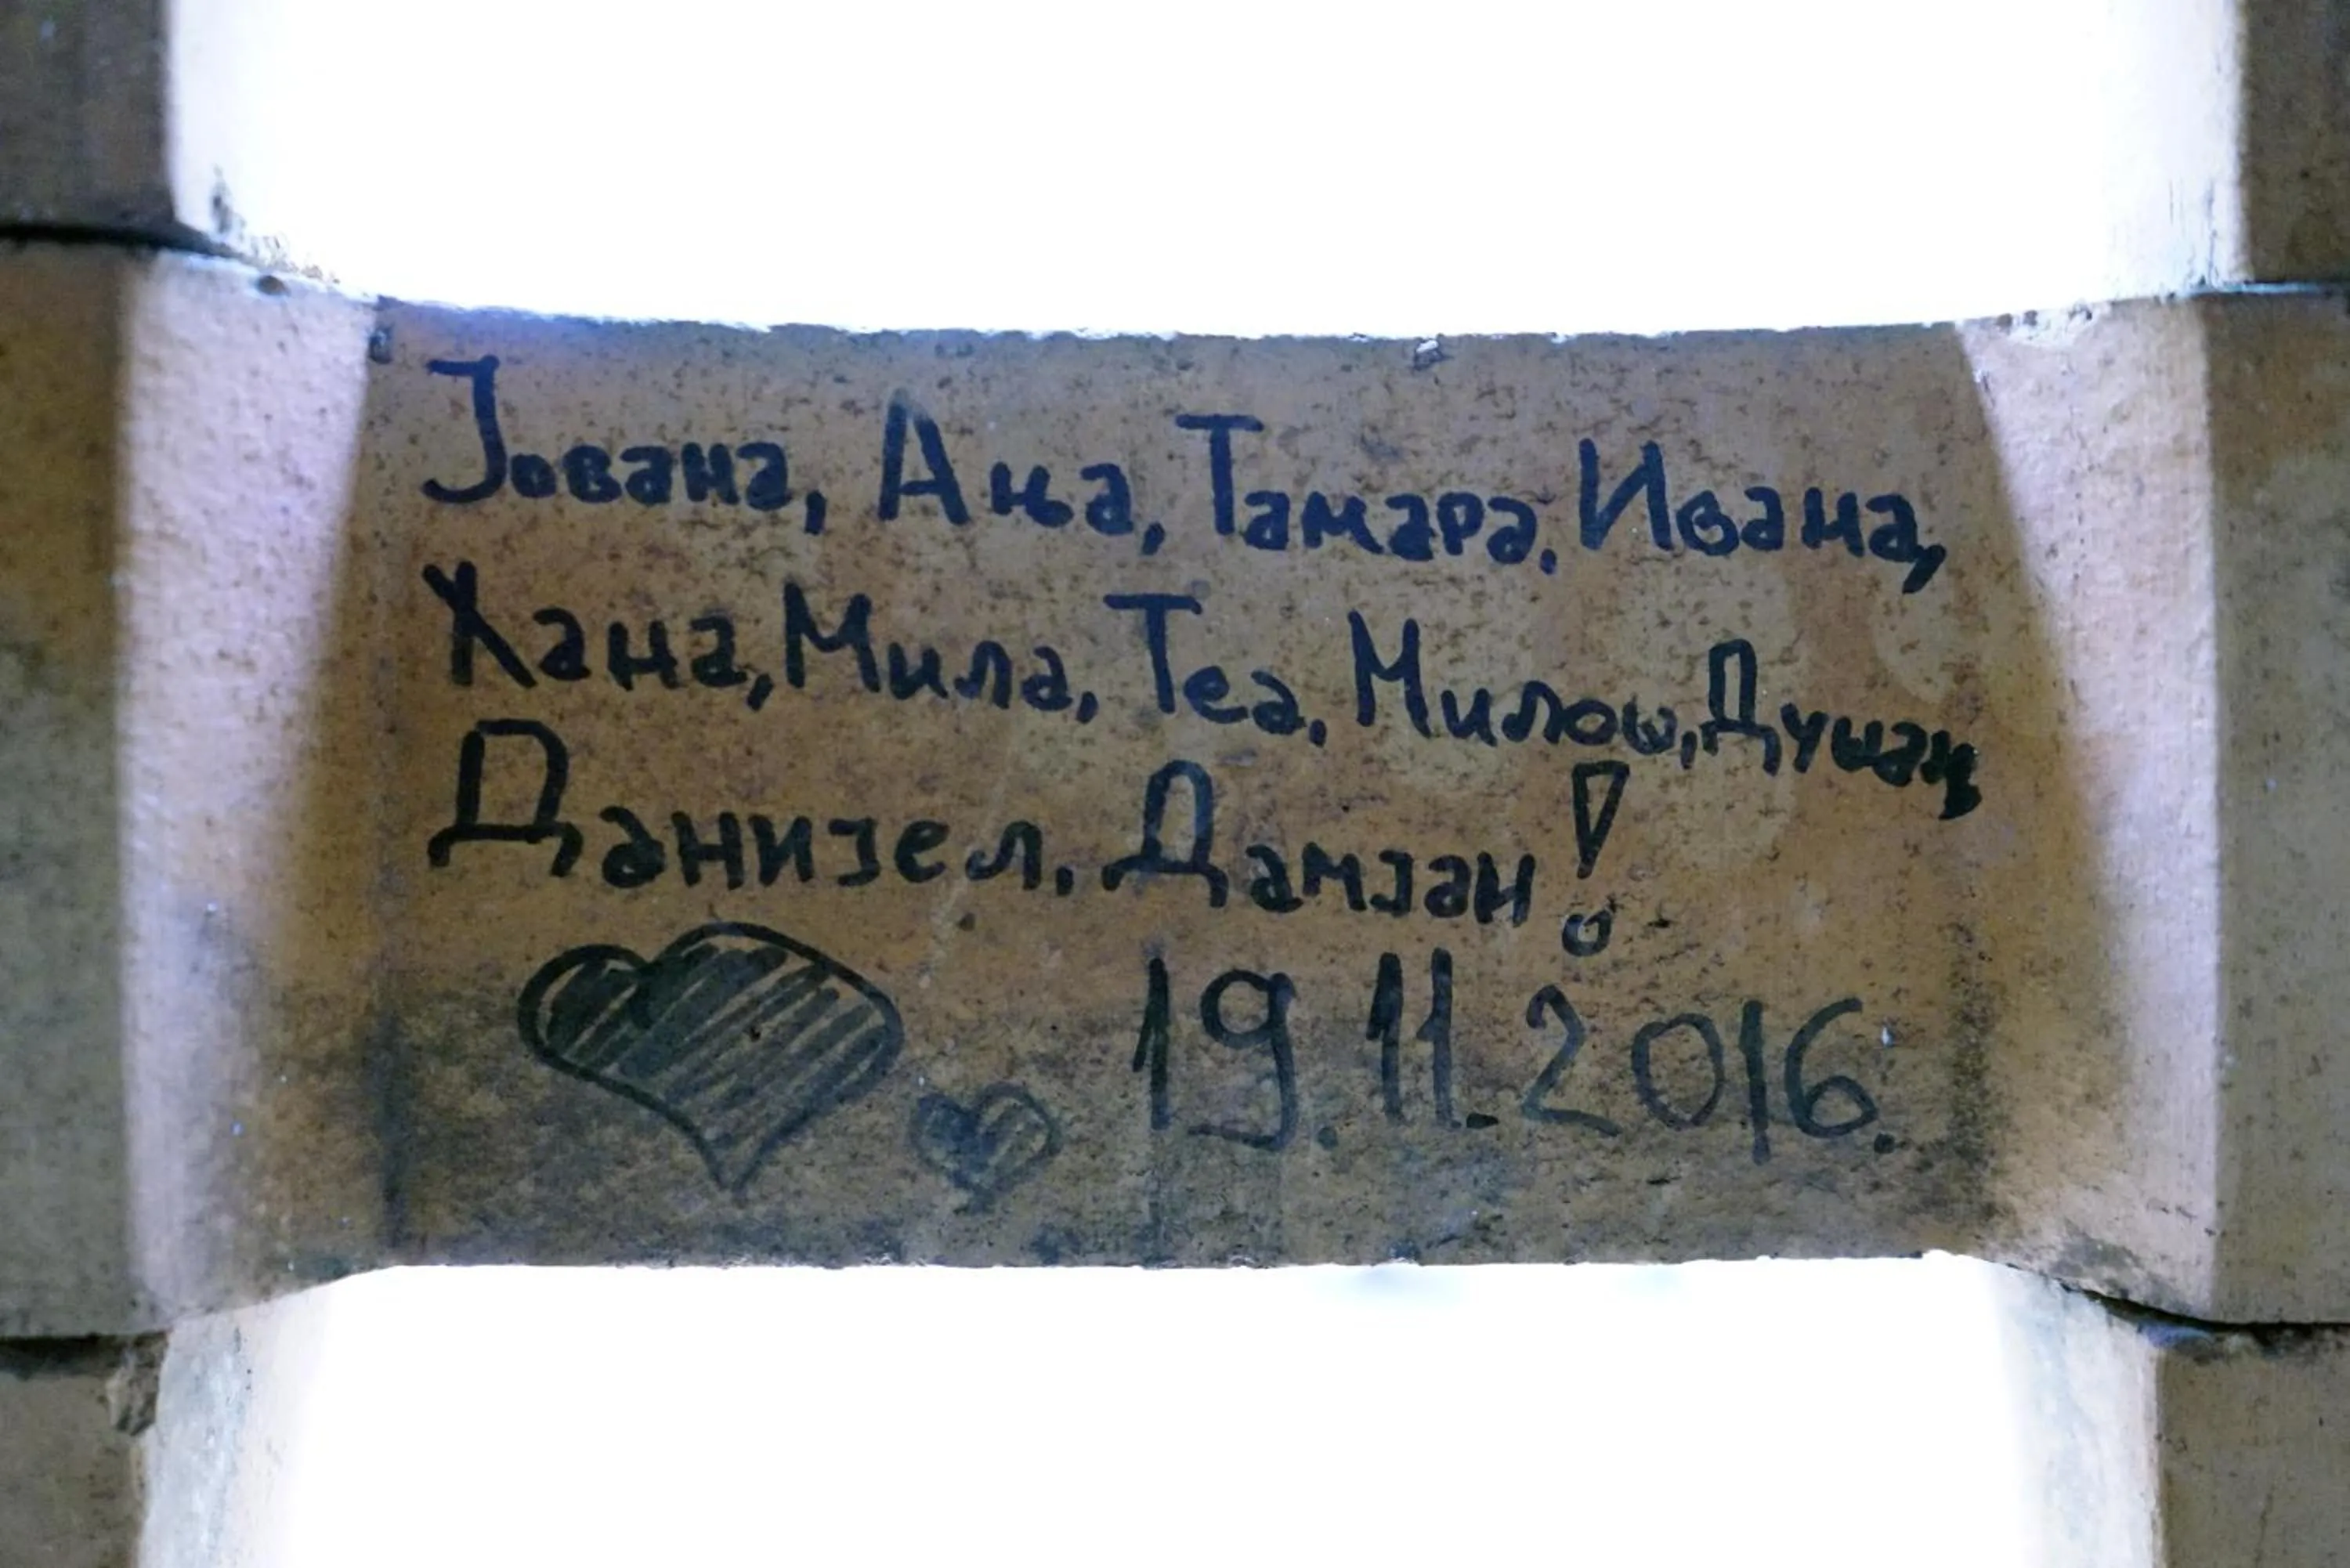 Јована, Ања, Тамара, Ивана,
Хана, Мила, Теа, Милош, Душан,
Данијел, Дамјан!
19.11.2016.